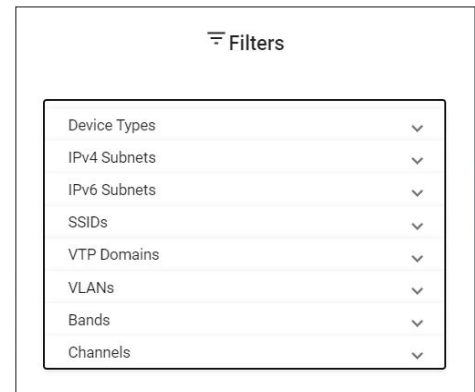 Filters
Device Types
IPv4 Subnets
IPv6 Subnets
SSIDs
VTP Domains
VLANs
Bands
Channels